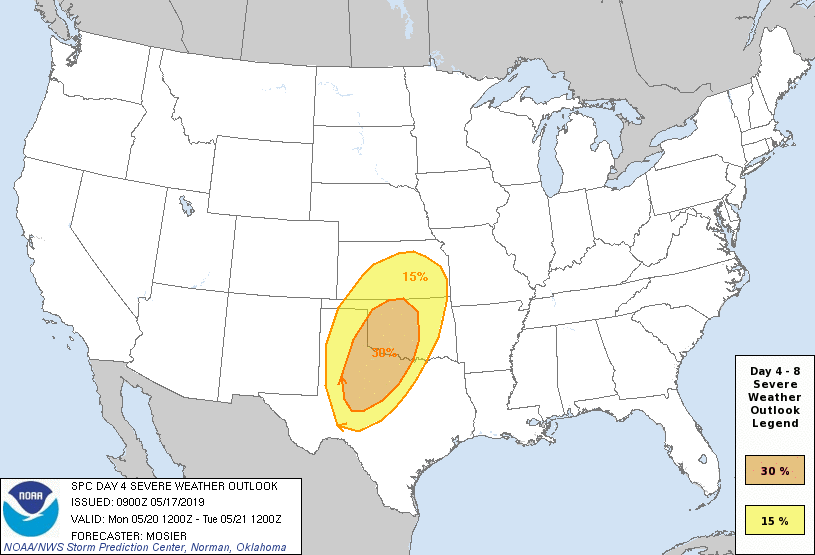 15%
30%
Day 4 - 8
Severe
Weather
Outlook
Legend
30 %
15 %
NOAA
SPC DAY 4 SEVERE WEATHER OUTLOOK
ISSUED: 0900Z 05/17/2019
VALID: Mon 05/20 1200Z - Tue 05/21 1200Z
FORECASTER: MOSIER
NOAA/NWS Storm Prediction Center, Norman, Oklahoma